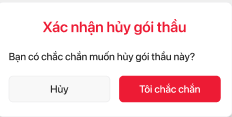 Xác nhận hủy gói thầu
Bạn có chắc chắn muốn hủy gói thầu này?
Hủy
Tôi chắc chắn